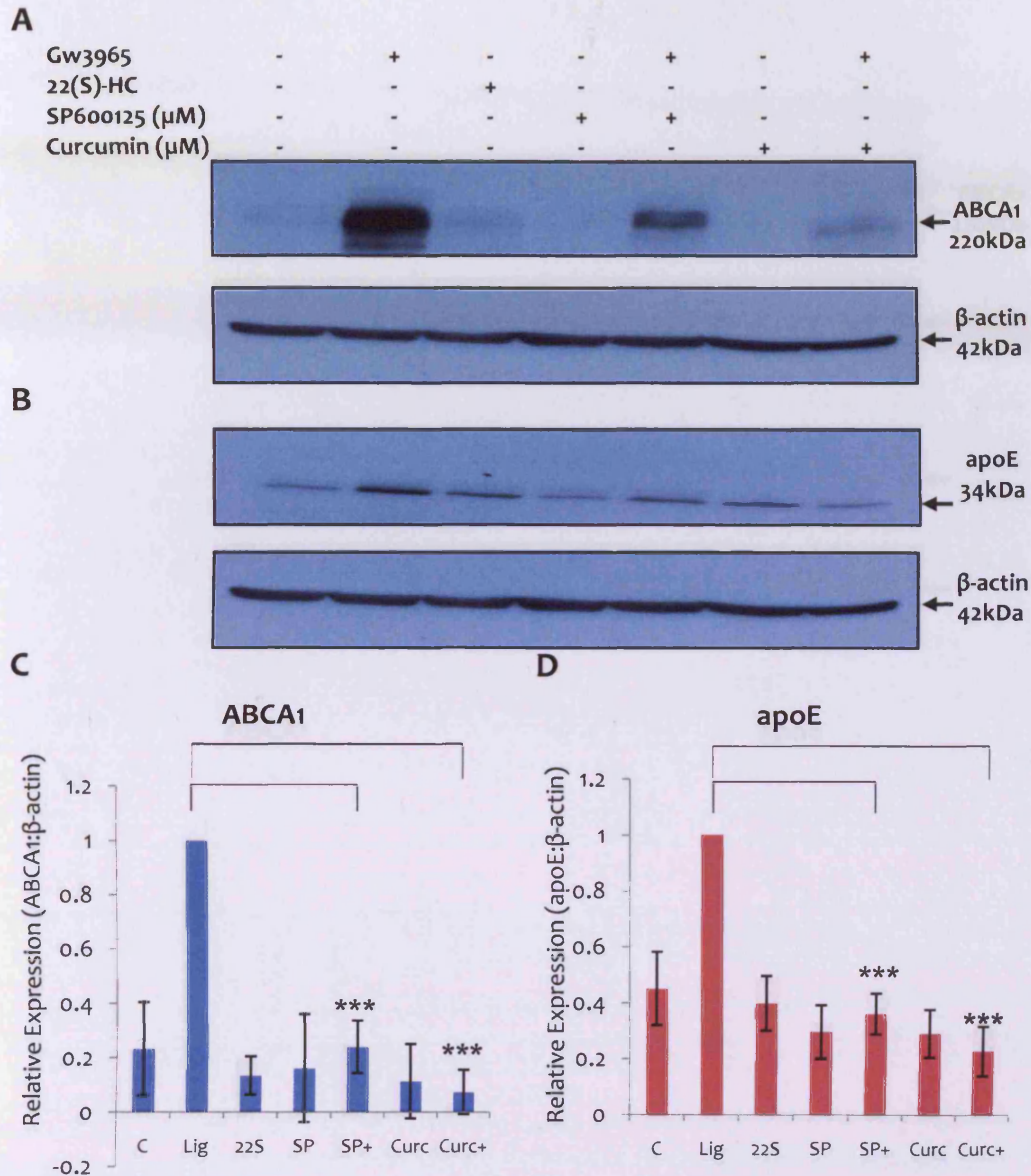 A
Gw3965 - + - - + - +
22(S)-HC - - + - - - -
SP600125 (µM) - - - + + - -
Curcumin (µM) - - - - - + +
ABCA1
220kDa
β-actin
42kDa
B
apoE
34kDa
β-actin
42kDa
C
ABCA1
Relative Expression (ABCA1:β-actin)
1.2
1
0.8
0.6
0.4
0.2
0
-0.2
***
***
C Lig 22S SP SP+ Curc Curc+
D
apoE
Relative Expression (apoE:β-actin)
1.2
1
0.8
0.6
0.4
0.2
0
***
***
C Lig 22S SP SP+ Curc Curc+